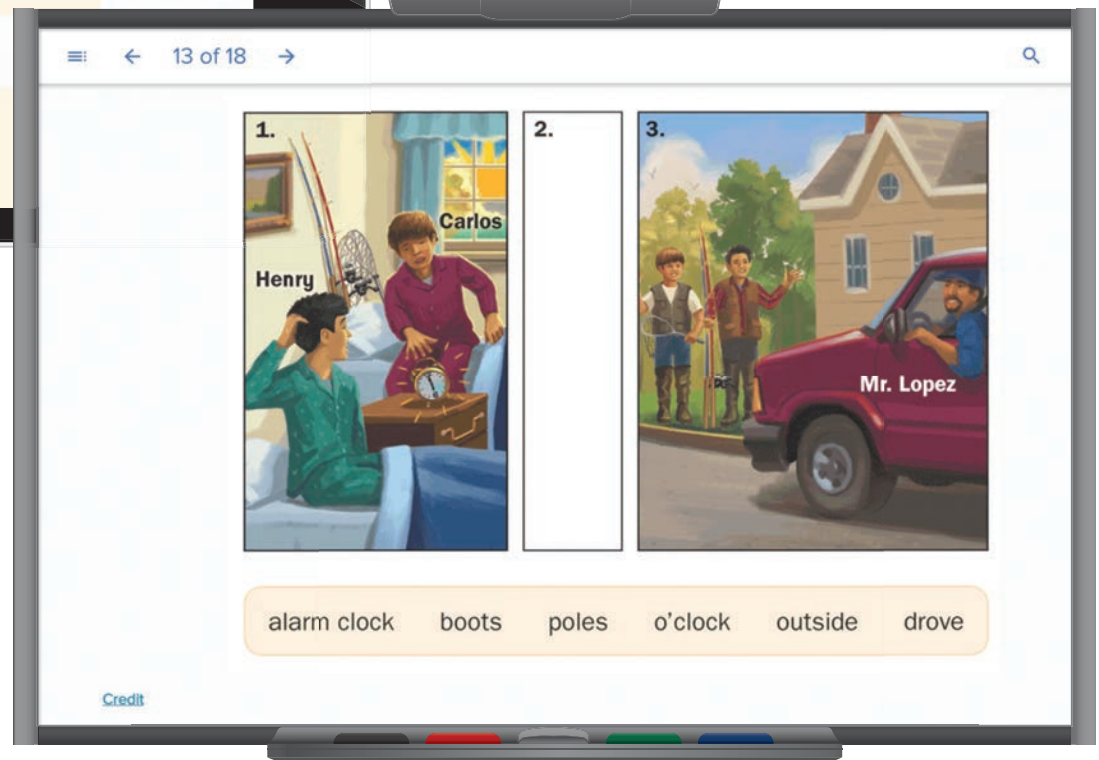 13 of 18
1.
2.
3.
Carlos
Henry
Mr. Lopez
alarm clock boots poles o'clock outside drove
Credit